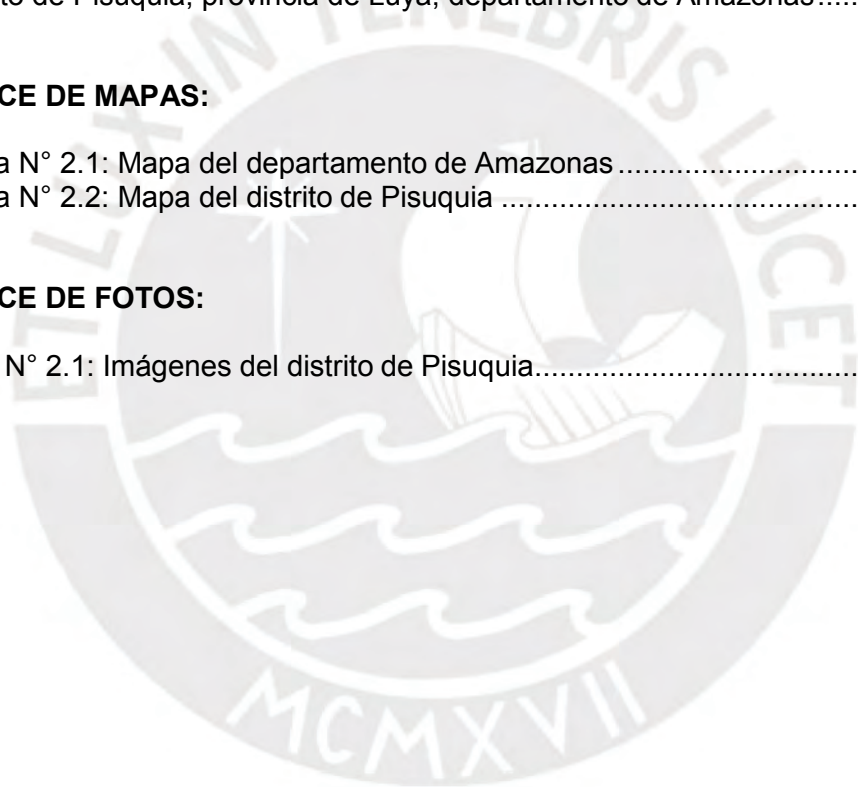 to de Pisuquia, provincia de Luya, departamento de Amazonas.....
CE DE MAPAS:
a N° 2.1: Mapa del departamento de Amazonas ............................
a N° 2.2: Mapa del distrito de Pisuquia ...........................................
CE DE FOTOS:
N° 2.1: Imágenes del distrito de Pisuquia.......................................
ET LUX IN TENEBRIS LUCET
MCMXVII